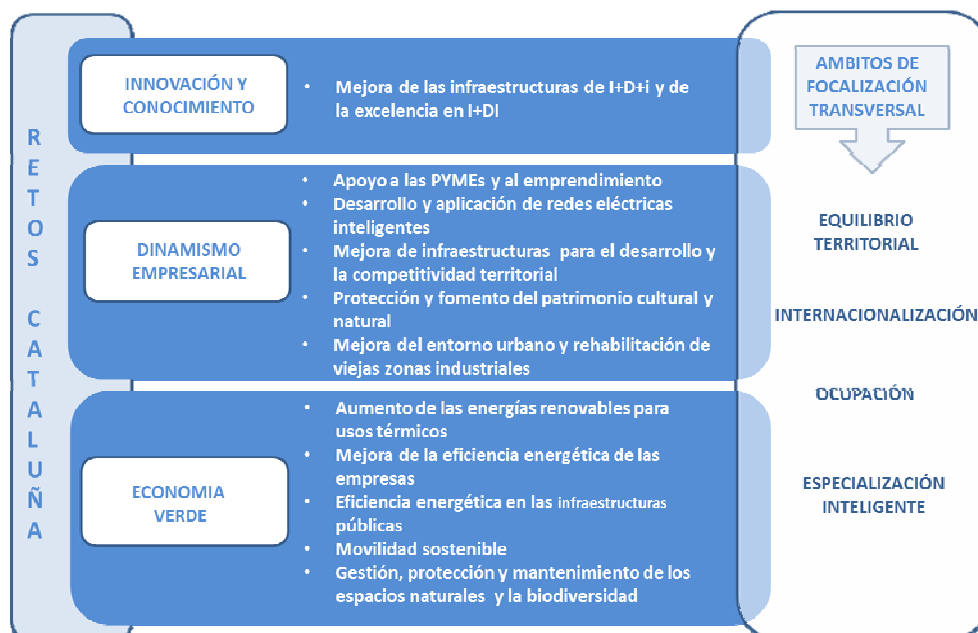 RETOS CATALUÑA
INNOVACIÓN Y
CONOCIMIENTO
• Mejora de las infraestructuras de I+D+i y de
la excelencia en I+DI
DINAMISMO
EMPRESARIAL
• Apoyo a las PYMEs y al emprendimiento
• Desarrollo y aplicación de redes eléctricas
inteligentes
• Mejora de infraestructuras para el desarrollo y
la competitividad territorial
• Protección y fomento del patrimonio cultural y
natural
• Mejora del entorno urbano y rehabilitación de
viejas zonas industriales
ECONOMIA
VERDE
• Aumento de las energías renovables para
usos térmicos
• Mejora de la eficiencia energética de las
empresas
• Eficiencia energética en las infraestructuras
públicas
• Movilidad sostenible
• Gestión, protección y mantenimiento de los
espacios naturales y la biodiversidad
AMBITOS DE
FOCALIZACIÓN
TRANSVERSAL
EQUILIBRIO
TERRITORIAL
INTERNACIONALIZACIÓN
OCUPACIÓN
ESPECIALIZACIÓN
INTELIGENTE